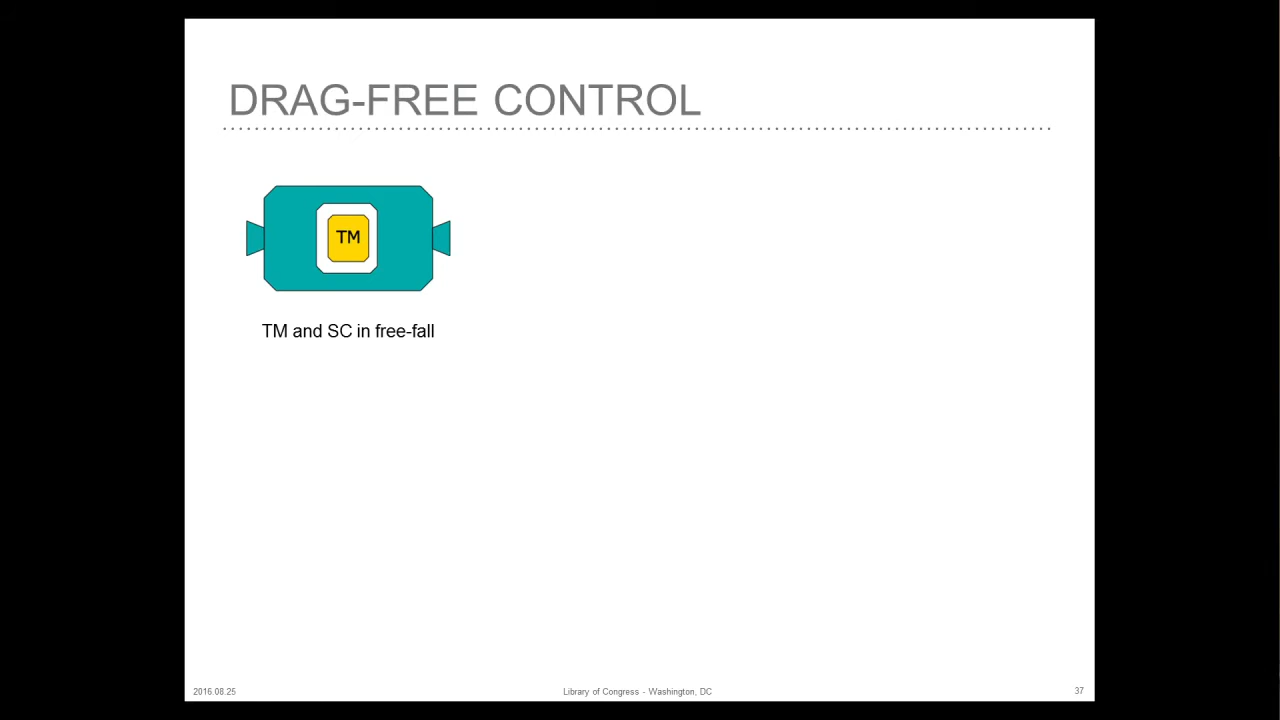 DRAG-FREE CONTROL
TM
TM and SC in free-fall
2016.08.25
Library of Congress - Washington, DC
37